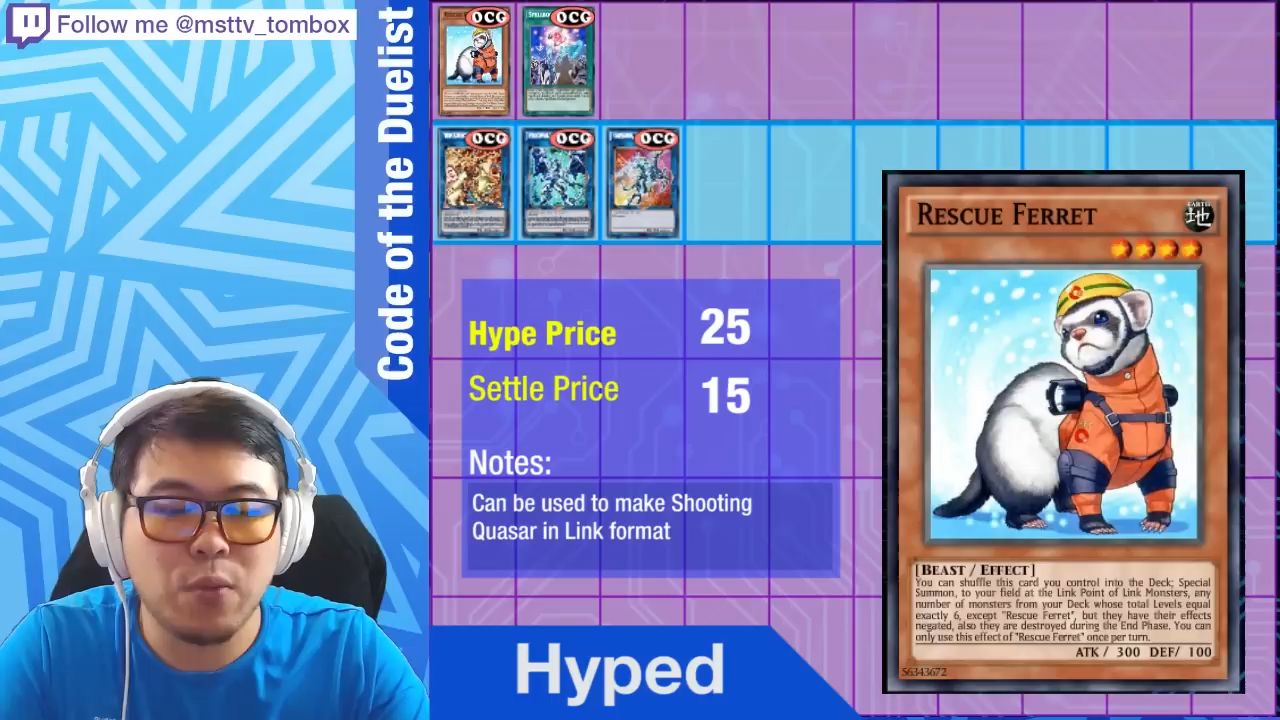 Follow me @msttv_tombox
Code of the Duelist
OCG
OCG
OCG
OCG
OCG
Hype Price 25
Settle Price 15
Notes:
Can be used to make Shooting
Quasar in Link format
Hyped
RESCUE FERRET
EARTH
地
[BEAST / EFFECT]
You can shuffle this card you control into the Deck; Special
Summon, to your field at the Link Point of Link Monsters, any
number of monsters from your Deck whose total Levels equal
exactly 6, except "Rescue Ferret", but they have their effects
negated, also they are destroyed during the End Phase. You can
only use this effect of "Rescue Ferret" once per turn.
ATK / 300 DEF/ 100
56343672